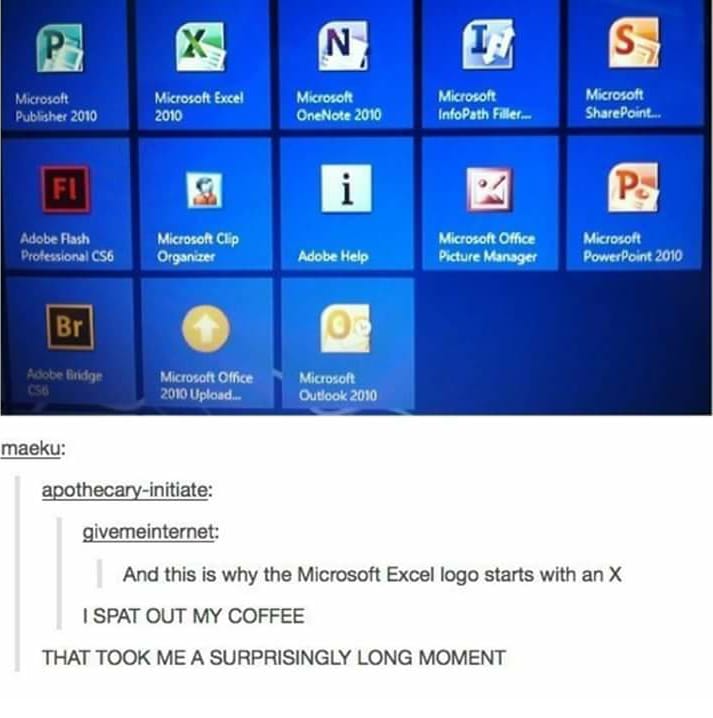 P X N I S
Microsoft Microsoft Excel Microsoft Microsoft Microsoft
Publisher 2010 2010 OneNote 2010 InfoPath Filler... SharePoint...
Fl i P
Adobe Flash Microsoft Clip Microsoft Office Microsoft
Professional CS6 Organizer Adobe Help Picture Manager PowerPoint 2010
Br O
Adobe Bridge Microsoft Office Microsoft
CS6 2010 Upload... Outlook 2010
maeku:
apothecary-initiate:
givemeinternet:
And this is why the Microsoft Excel logo starts with an X
I SPAT OUT MY COFFEE
THAT TOOK ME A SURPRISINGLY LONG MOMENT